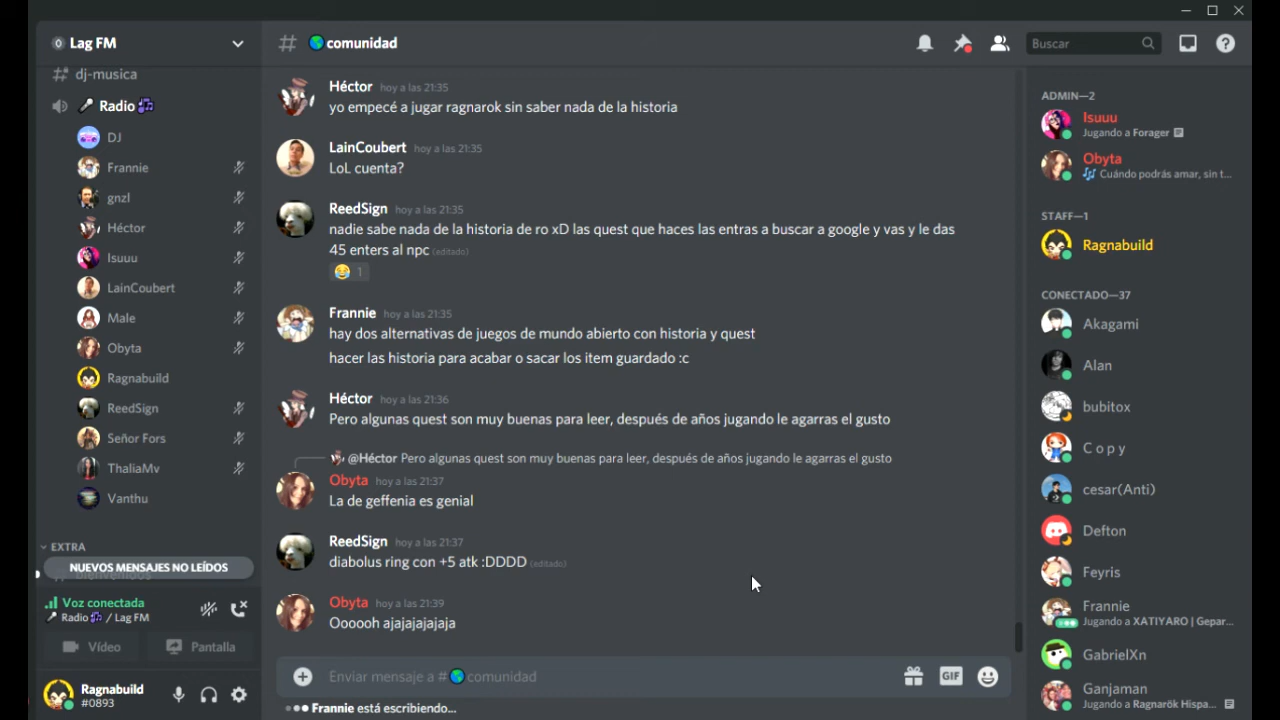 Lag FM
dj-musica
Radio
DJ
Frannie
gnzl
Héctor
Isuuu
LainCoubert
Male
Obyta
Ragnabuild
ReedSign
Señor Fors
ThaliaMv
Vanthu
EXTRA
NUEVOS MENSAJES NO LEÍDOS
Voz conectada
Radio / Lag FM
Vídeo
Pantalla
Ragnabuild
#0893
# comunidad
Héctor hoy a las 21:35
yo empecé a jugar ragnarok sin saber nada de la historia
LainCoubert hoy a las 21:35
LoL cuenta?
ReedSign hoy a las 21:35
nadie sabe nada de la historia de ro xD las quest que haces las entras a buscar a google y vas y le das
45 enters al npc (editado)
1
Frannie hoy a las 21:35
hay dos alternativas de juegos de mundo abierto con historia y quest
hacer las historia para acabar o sacar los item guardado :c
Héctor hoy a las 21:36
Pero algunas quest son muy buenas para leer, después de años jugando le agarras el gusto
@Héctor Pero algunas quest son muy buenas para leer, después de años jugando le agarras el gusto
Obyta hoy a las 21:37
La de geffenia es genial
ReedSign hoy a las 21:37
diabolus ring con +5 atk :DDDD (editado)
Obyta hoy a las 21:39
Oooooh ajajajajajaja
Enviar mensaje a #comunidad
GIF
Frannie está escribiendo...
Buscar
ADMIN—2
Isuuu
Jugando a Forager
Obyta
Cuándo podrás amar, sin t...
STAFF—1
Ragnabuild
CONECTADO—37
Akagami
Alan
bubitox
C o p y
cesar(Anti)
Defton
Feyris
Frannie
Jugando a XATIYARO | Gepar...
GabrielXn
Ganjaman
Jugando a Ragnarök Hispa...